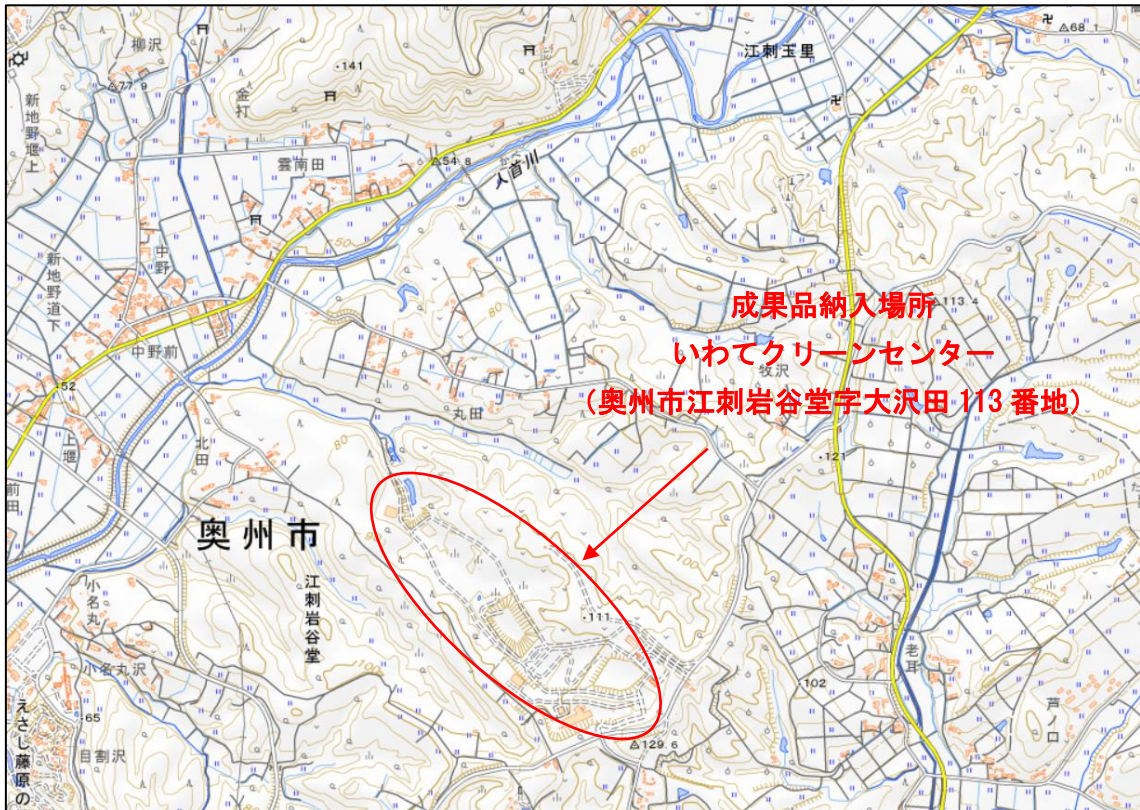 柳沢
77.9
新地野堰上
金打
141
江刺玉里
68.1
雲南田
54.8
人首川
新地野道下
中野
中野前
52
上堰
前田
北田
丸田
牧沢
113.4
成果品納入場所
いわてクリーンセンター
(奥州市江刺岩谷堂字大沢田 113 番地)
121
奥州市
江刺岩谷堂
小名丸
小名丸沢
65
目割沢
えさし藤原の
111
129.6
102
老耳
芦ノ口
80
60
50
80
80
100
100
100